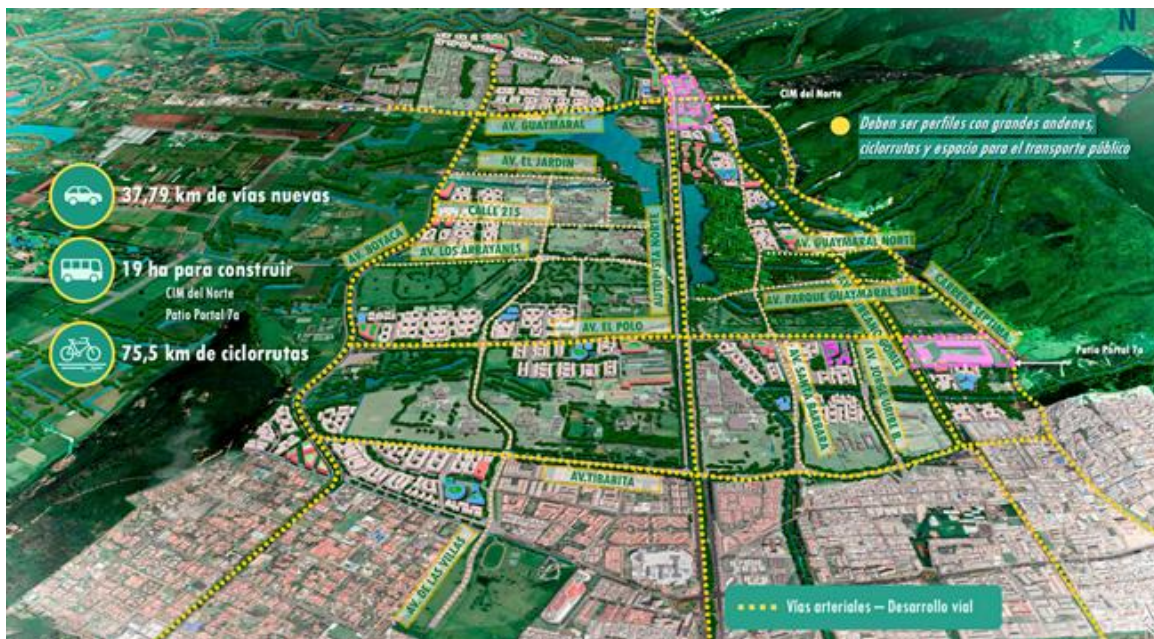 N
CIM del Norte
Deben ser perfiles con grandes andenes,
ciclorrutas y espacio para el transporte público
37,79 km de vías nuevas
19 ha para construir
CIM del Norte
Patio Portal 7a
75,5 km de ciclorrutas
AV. GUAYMARAL
AV. EL JARDIN
CALLE 215
AV. LOS ARRAYANES
AV. BOYACA
AUTOPISTA NORTE
AV. GUAYMARAL NORTE
AV. PARQUE GUAYMARAL SUR
CARRERA SEPTIMA
AV. EL POLO
AV. SANTA BARBARA
AV. JORGE URIBE B.
Patio Portal 7a
AV. TIBABITA
AV. DE LAS VILLAS
Vías arteriales – Desarrollo vial